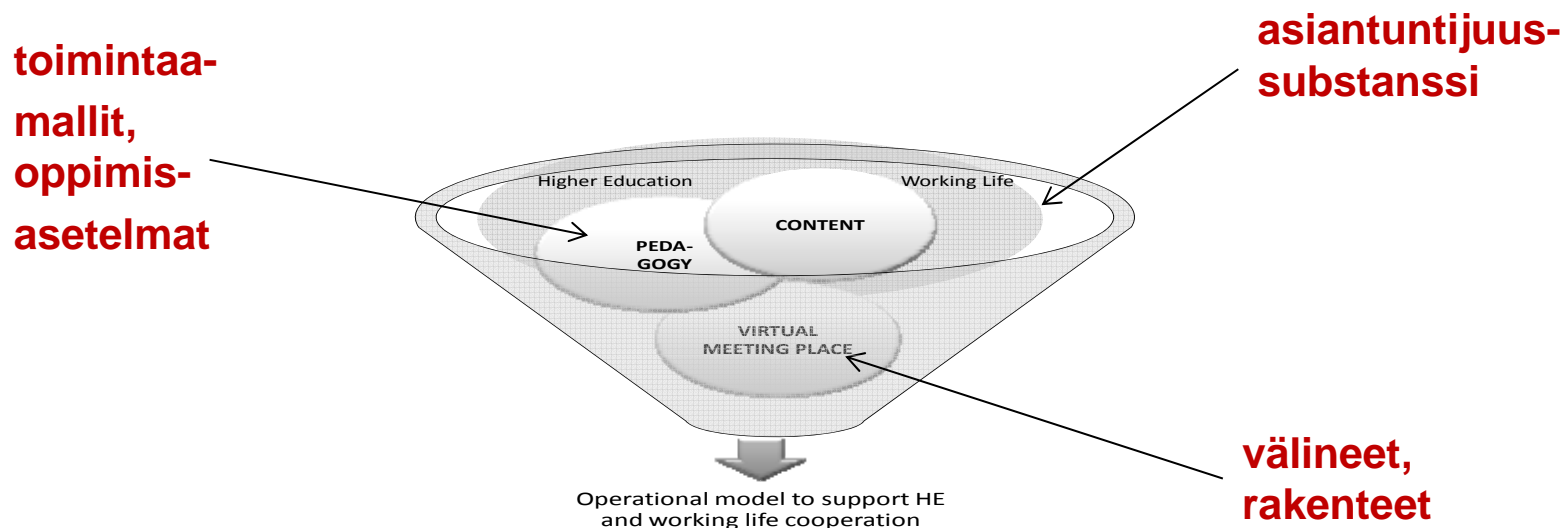 toimintaa-
mallit,
oppimis-
asetelmat
asiantuntijuus-
substanssi
Higher Education
Working Life
CONTENT
PEDA-
GOGY
VIRTUAL
MEETING PLACE
välineet,
rakenteet
Operational model to support HE
and working life cooperation